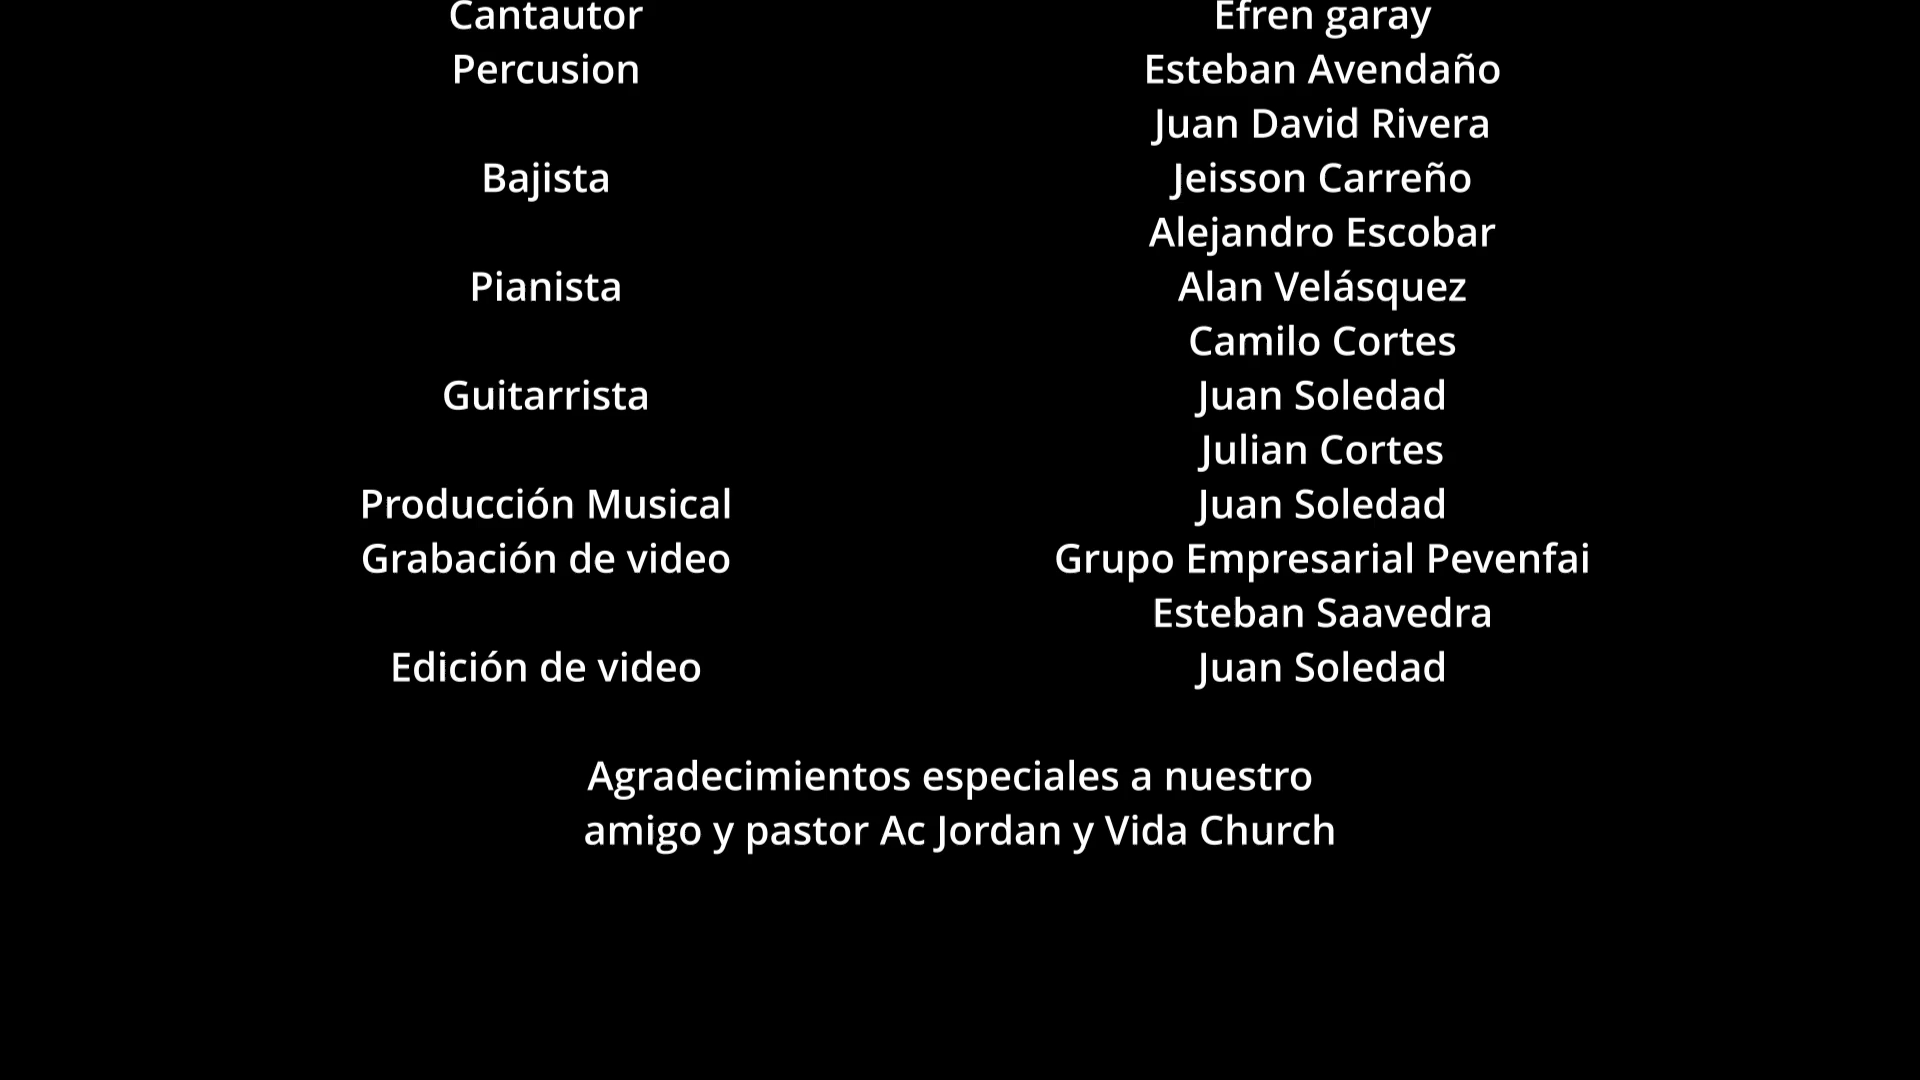 Cantautor Efren garay
Percusion Esteban Avendaño
Juan David Rivera
Bajista Jeisson Carreño
Alejandro Escobar
Pianista Alan Velásquez
Camilo Cortes
Guitarrista Juan Soledad
Julian Cortes
Producción Musical Juan Soledad
Grabación de video Grupo Empresarial Pevenfai
Esteban Saavedra
Edición de video Juan Soledad
Agradecimientos especiales a nuestro
amigo y pastor Ac Jordan y Vida Church